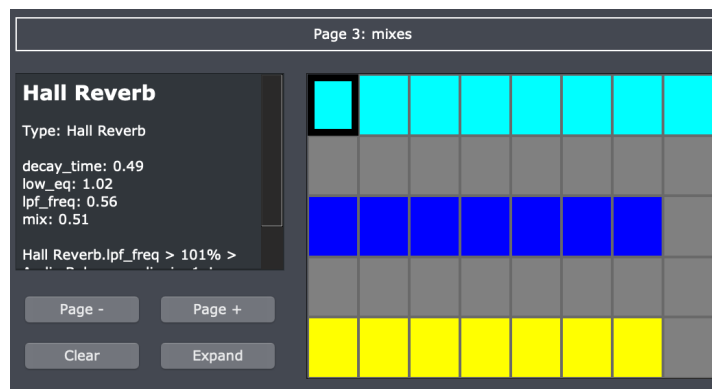 Page 3: mixes
Hall Reverb
Type: Hall Reverb
decay_time: 0.49
low_eq: 1.02
lpf_freq: 0.56
mix: 0.51
Hall Reverb.lpf_freq > 101% >
Page -
Page +
Clear
Expand